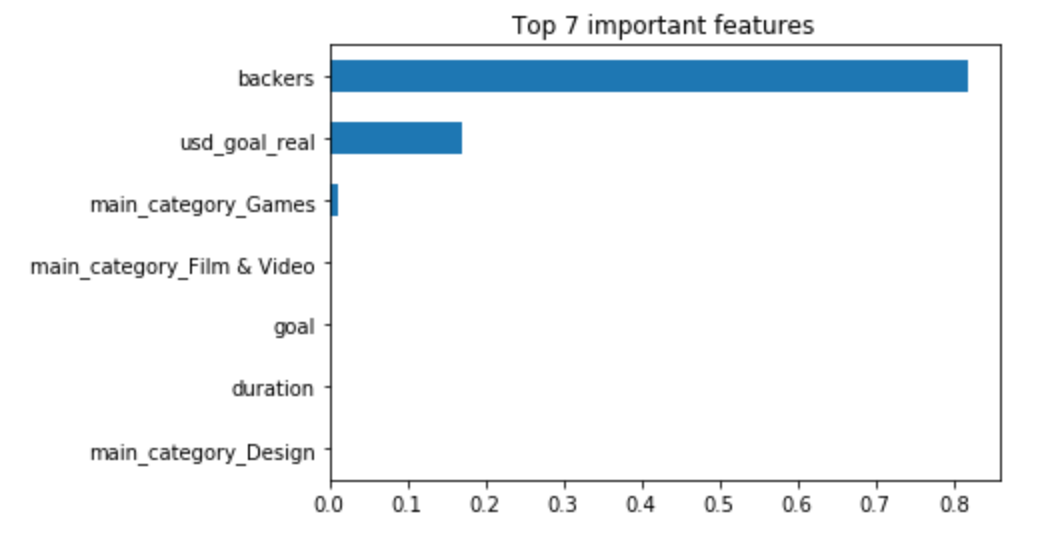 Top 7 important features
backers
usd_goal_real
main_category_Games
main_category_Film & Video
goal
duration
main_category_Design
0.0 0.1 0.2 0.3 0.4 0.5 0.6 0.7 0.8